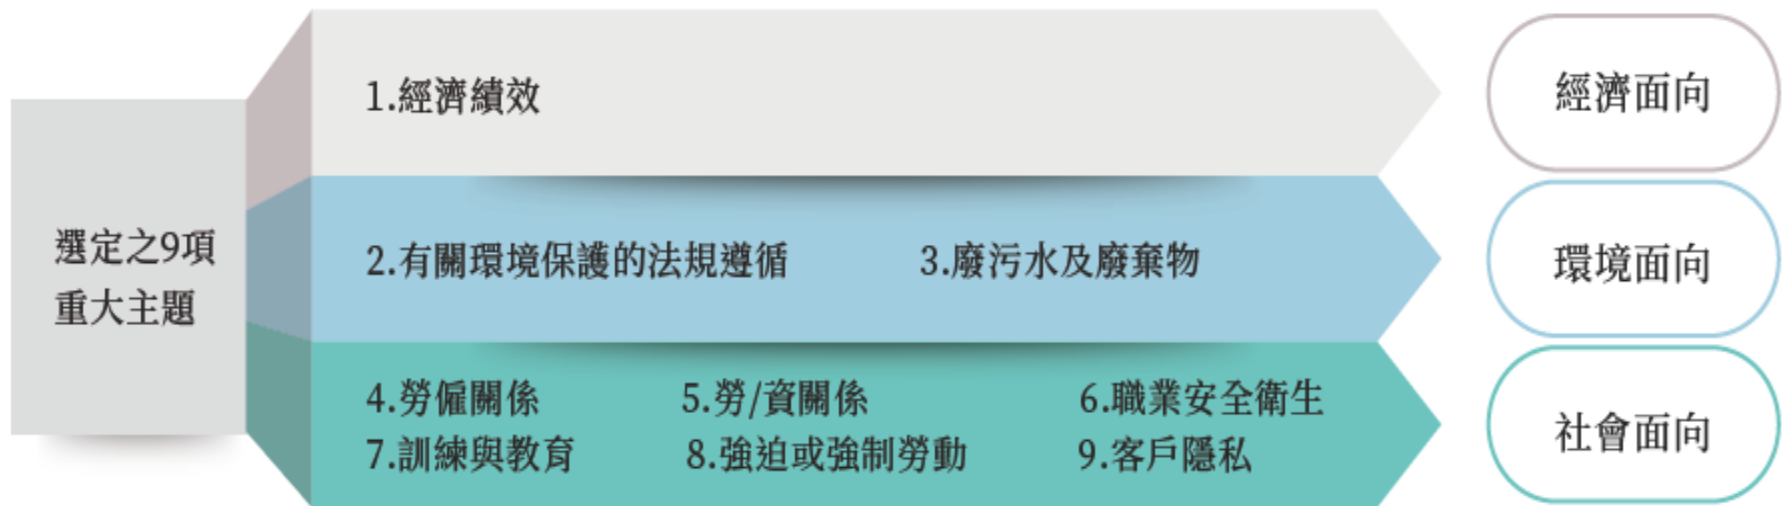 選定之9項
重大主題
1.經濟績效
經濟面向
2.有關環境保護的法規遵循 3.廢污水及廢棄物
環境面向
4.勞僱關係 5.勞/資關係 6.職業安全衛生
7.訓練與教育 8.強迫或強制勞動 9.客戶隱私
社會面向